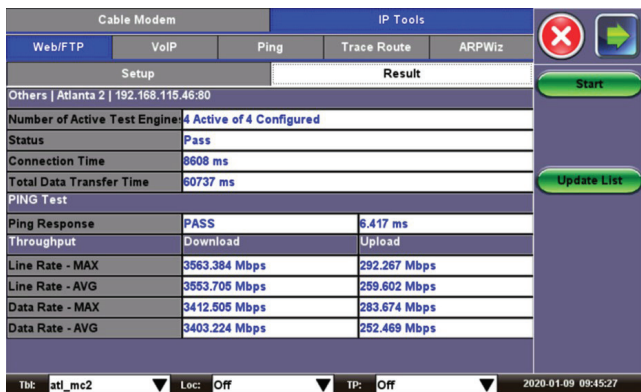 Cable Modem IP Tools
Web/FTP VoIP Ping Trace Route ARPWiz
Setup Result
Start
Others | Atlanta 2 | 192.168.115.46:80
Number of Active Test Engine: 4 Active of 4 Configured
Status Pass
Connection Time 8608 ms
Total Data Transfer Time 60737 ms
Update List
PING Test
Ping Response PASS 6.417 ms
Throughput Download Upload
Line Rate - MAX 3563.384 Mbps 292.267 Mbps
Line Rate - AVG 3553.705 Mbps 259.602 Mbps
Data Rate - MAX 3412.505 Mbps 283.674 Mbps
Data Rate - AVG 3403.224 Mbps 252.469 Mbps
Tbl: atl_mc2 Loc: Off TP: Off 2020-01-09 09:45:27